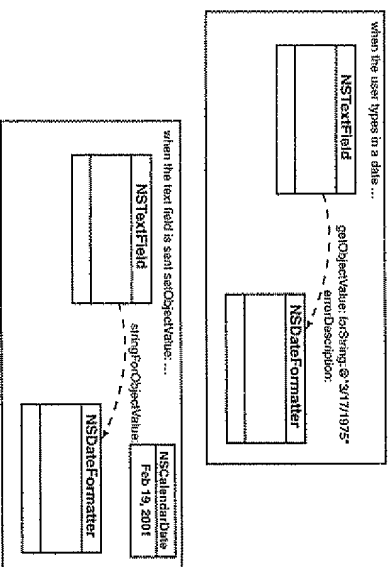 when the user types in a date ...
NSTextField
getObjectValue: forString: @"3/17/1975"
errorDescription:
NSDateFormatter
when the text field is sent setObjectValue: ...
NSTextField
stringForObjectValue:
NSCalendarDate
Feb 19, 2001
NSDateFormatter